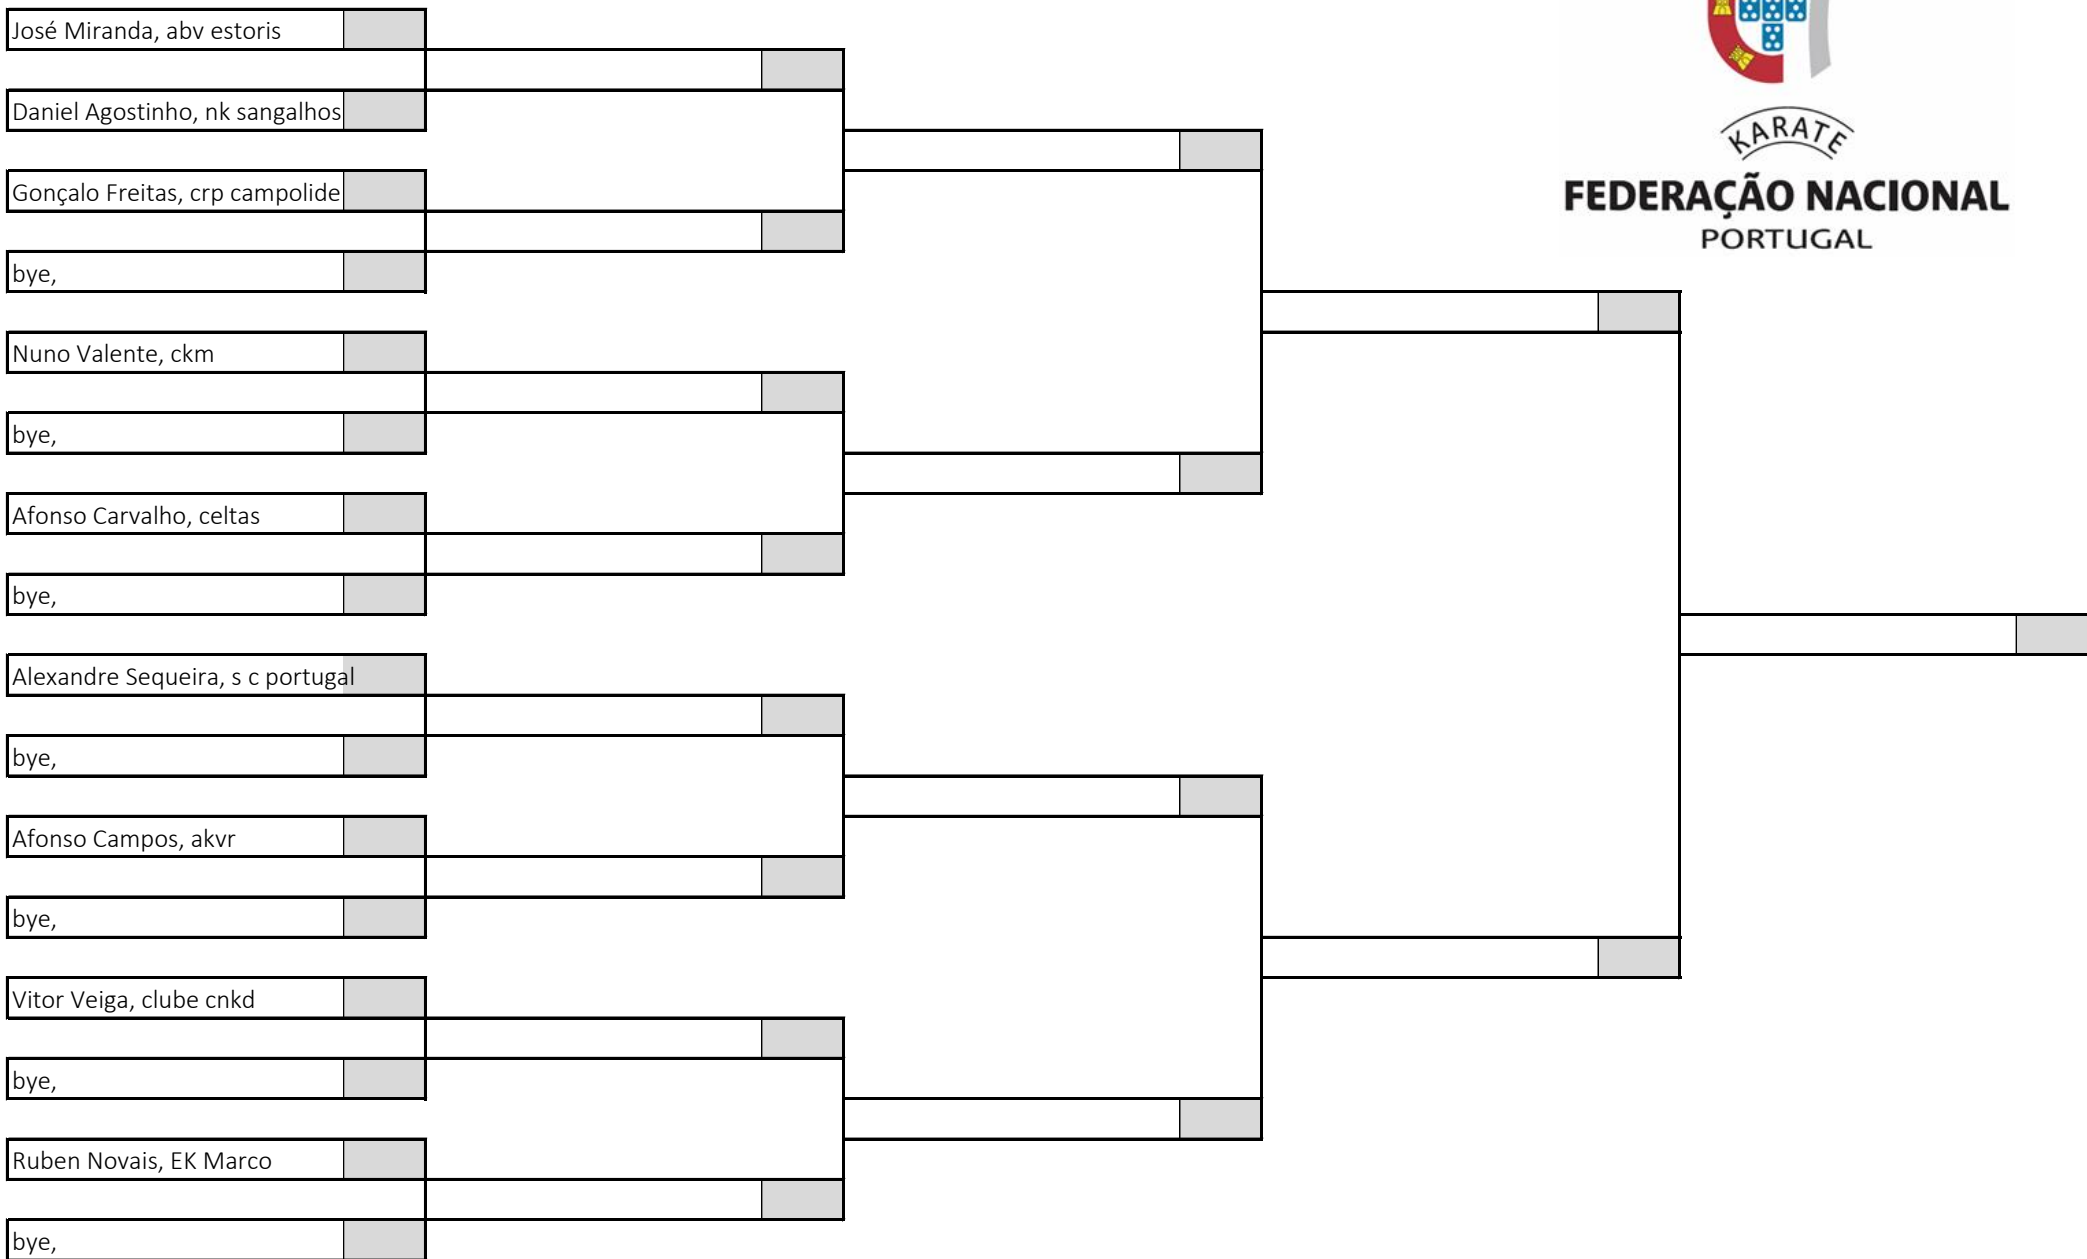 José Miranda, abv estoris
Daniel Agostinho, nk sangalhos
Gonçalo Freitas, crp campolide
bye,
Nuno Valente, ckm
bye,
Afonso Carvalho, celtas
bye,
Alexandre Sequeira, s c portugal
bye,
Afonso Campos, akvr
bye,
Vitor Veiga, clube cnkd
bye,
Ruben Novais, EK Marco
bye,
KARATE
FEDERAÇÃO NACIONAL
PORTUGAL